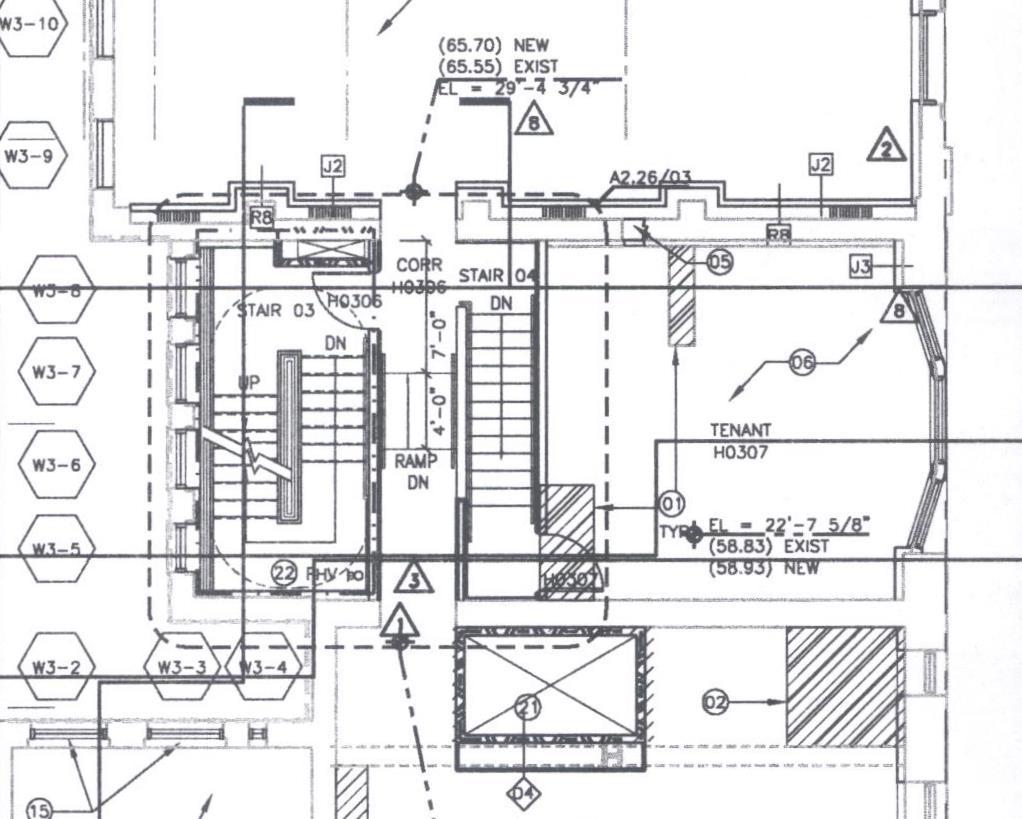 W3-10
(65.70) NEW
(65.55) EXIST
EL = 29'-4 3/4"
8
2
W3-9
J2
A2.26/03
J2
R8
R8
05
J3
CORR
H0306
STAIR 04
W3-8
H0306
STAIR 03
DN
8
DN
7'-0"
W3-7
06
UP
4'-0"
TENANT
H0307
W3-6
RAMP
DN
01
TYP
EL = 22'-7 5/8"
(58.83) EXIST
(58.93) NEW
W3-5
22
3
H0307
1
W3-2
W3-3
W3-4
21
02
04
15